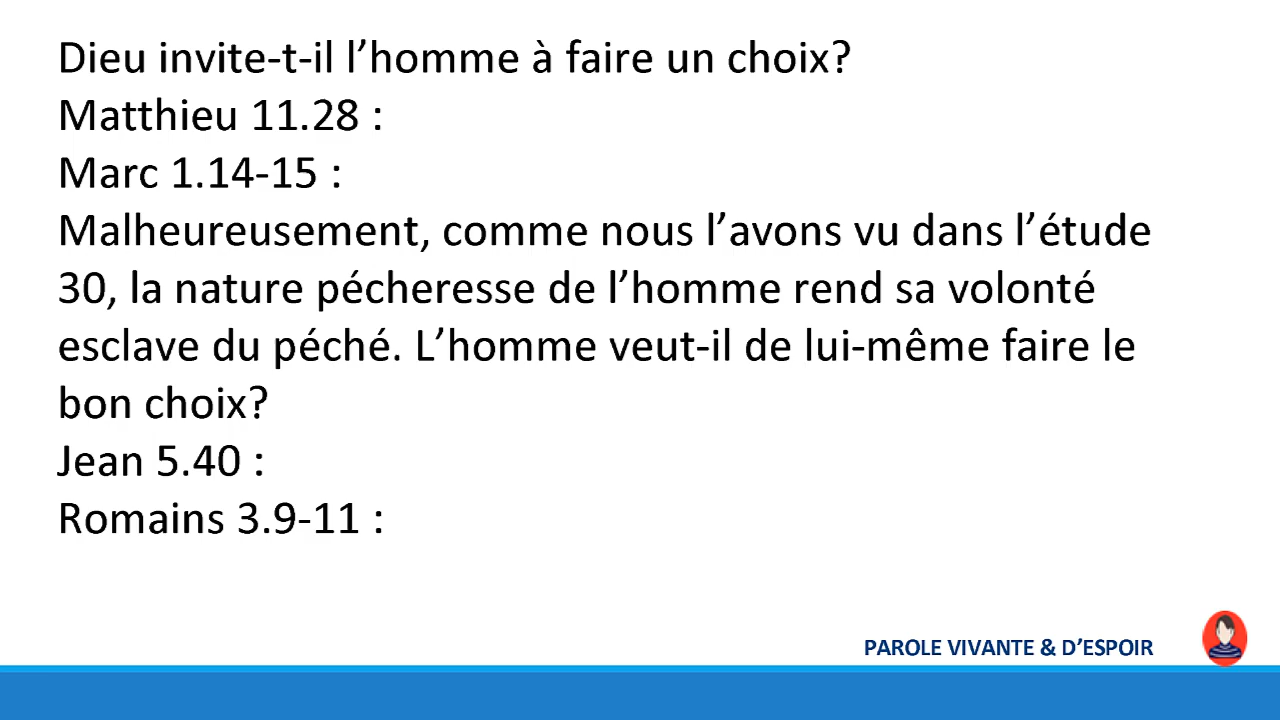 Dieu invite-t-il l’homme à faire un choix?
Matthieu 11.28 :
Marc 1.14-15 :
Malheureusement, comme nous l’avons vu dans l’étude
30, la nature pécheresse de l’homme rend sa volonté
esclave du péché. L’homme veut-il de lui-même faire le
bon choix?
Jean 5.40 :
Romains 3.9-11 :
PAROLE VIVANTE & D’ESPOIR